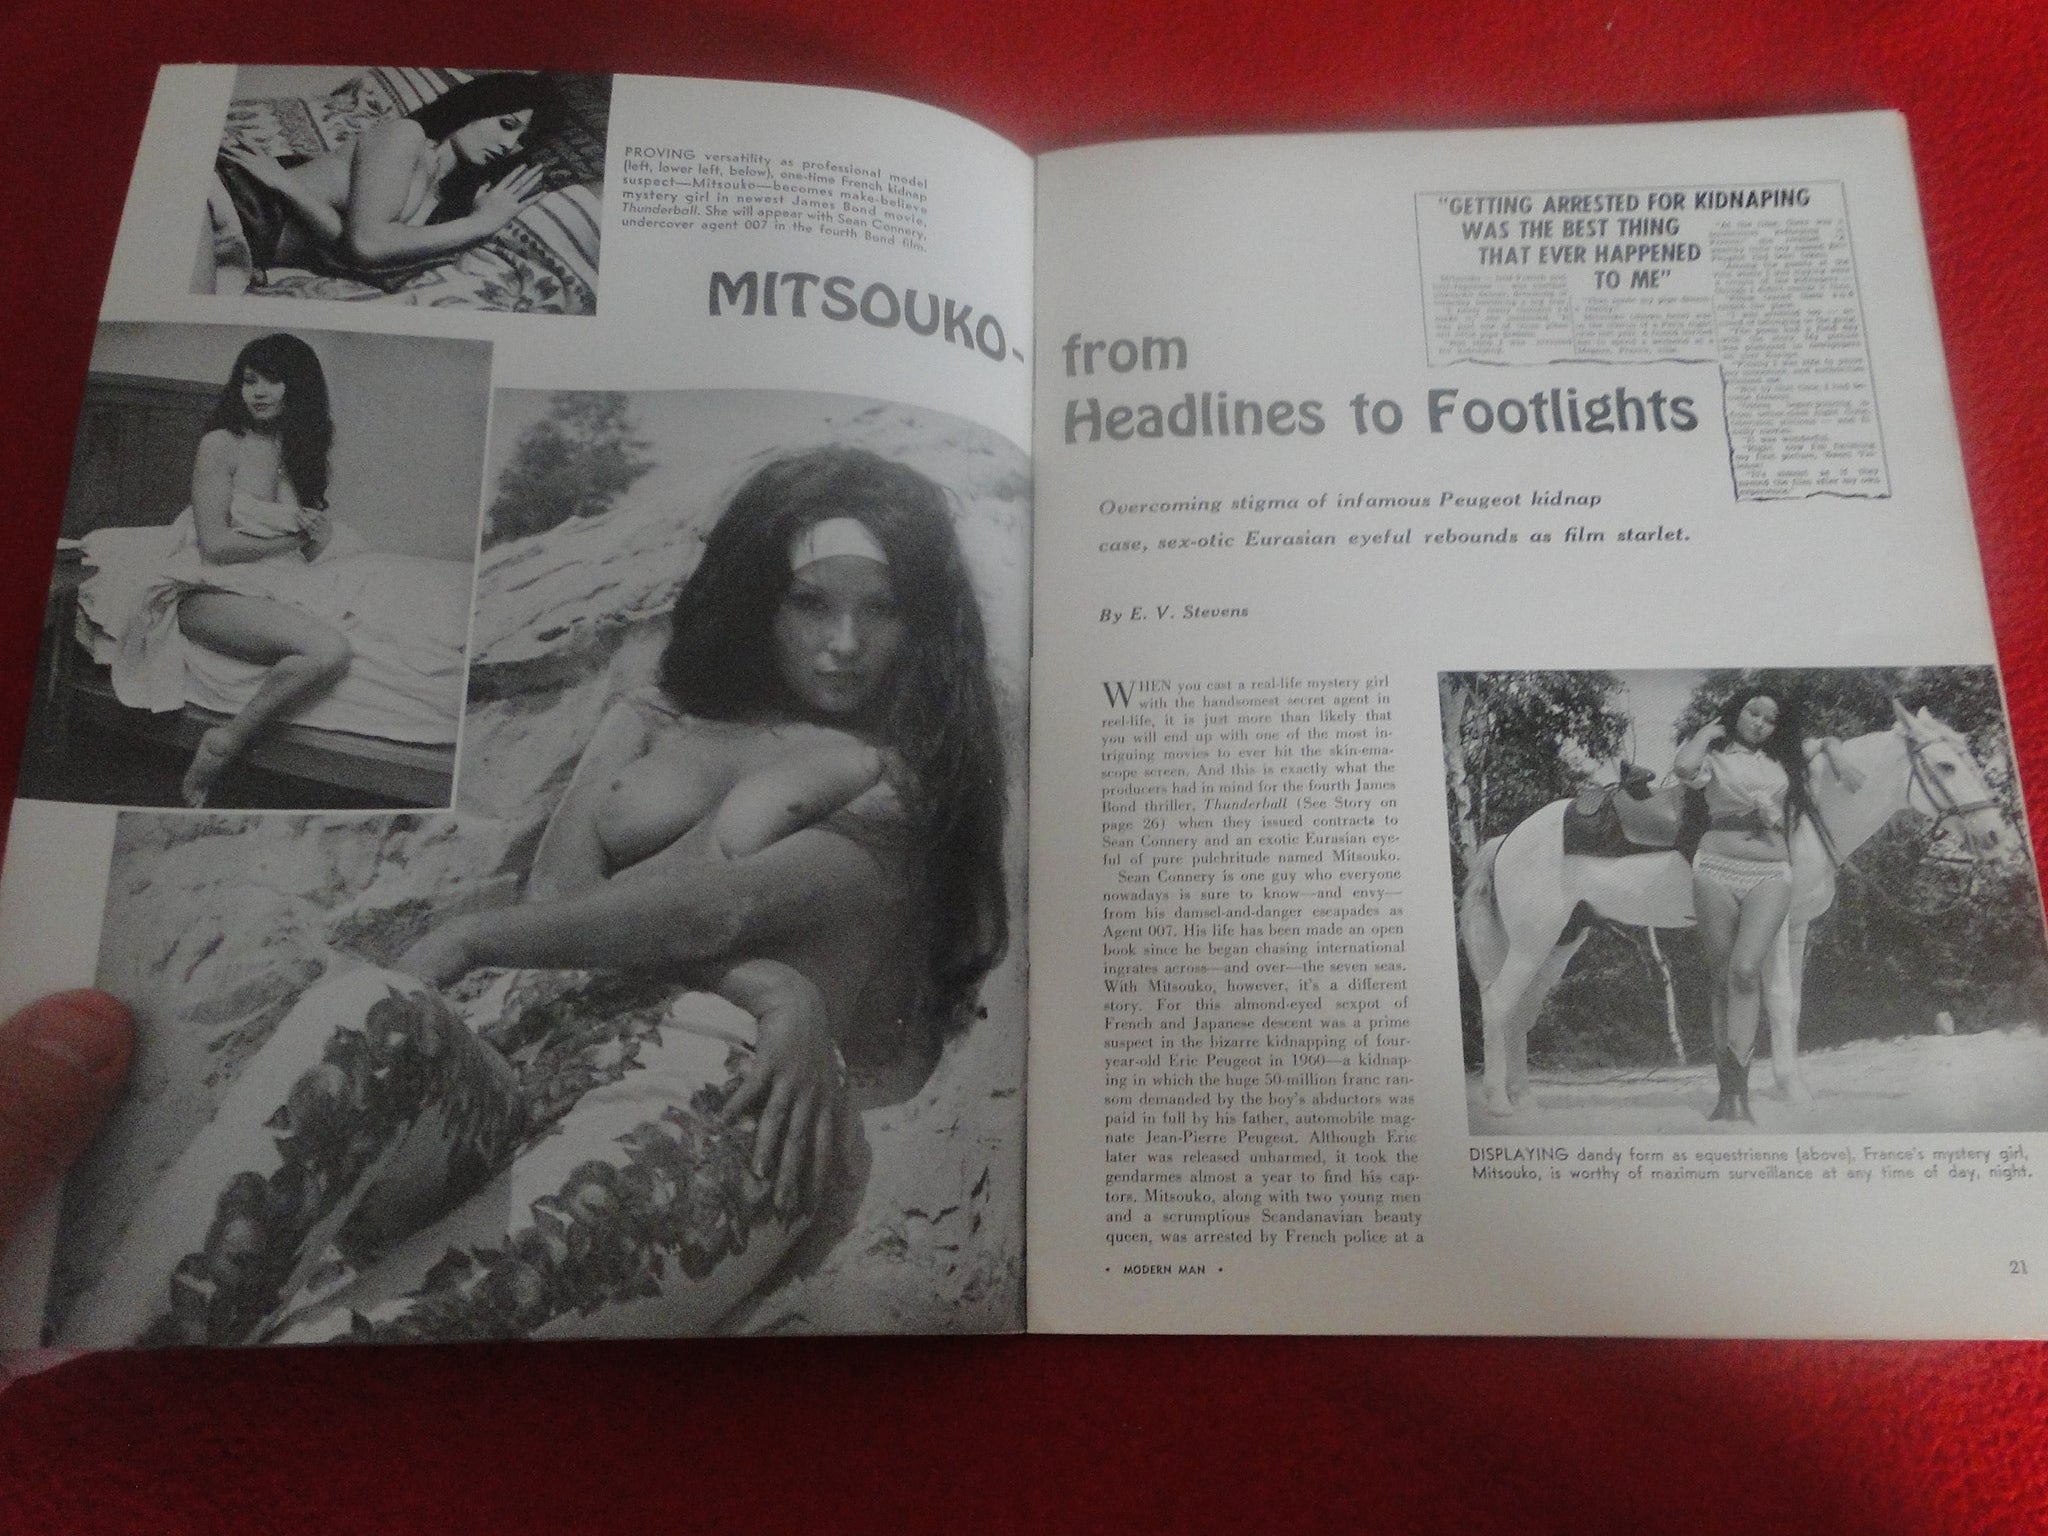 PROVING versatility as professional model
(left, lower left, below), one-time French kidnap
suspect—Mitsouko—becomes make-believe
mystery girl in newest James Bond movie,
Thunderball. She will appear with Sean Connery,
undercover agent 007 in the fourth Bond film.
MITSOUKO-
from
Headlines to Footlights
"GETTING ARRESTED FOR KIDNAPING
WAS THE BEST THING
THAT EVER HAPPENED
TO ME"
Overcoming stigma of infamous Peugeot kidnap
case, sex-otic Eurasian eyeful rebounds as film starlet.
By E. V. Stevens
WHEN you cast a real-life mystery girl
with the handsomest secret agent in
reel-life, it is just more than likely that
you will end up with one of the most in-
triguing movies to ever hit the skin-ema-
scope screen. And this is exactly what the
producers had in mind for the fourth James
Bond thriller, Thunderball (See Story on
page 26) when they issued contracts to
Sean Connery and an exotic Eurasian eye-
ful of pure pulchritude named Mitsouko.
Sean Connery is one guy who everyone
nowadays is sure to know—and envy—
from his damsel-and-danger escapades as
Agent 007. His life has been made an open
book since he began chasing international
ingrates across—and over—the seven seas.
With Mitsouko, however, it's a different
story. For this almond-eyed sexpot of
French and Japanese descent was a prime
suspect in the bizarre kidnapping of four-
year-old Eric Peugeot in 1960—a kidnap-
ing in which the huge 50-million franc ran-
som demanded by the boy's abductors was
paid in full by his father, automobile mag-
nate Jean-Pierre Peugeot. Although Eric
later was released unharmed, it took the
gendarmes almost a year to find his cap-
tors. Mitsouko, along with two young men
and a scrumptious Scandanavian beauty
queen, was arrested by French police at a
DISPLAYING dandy form as equestrienne (above), France's mystery girl,
Mitsouko, is worthy of maximum surveillance at any time of day, night.
• MODERN MAN •
21